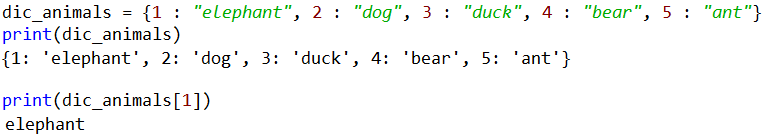 dic_animals = {1 : "elephant", 2 : "dog", 3 : "duck", 4 : "bear", 5 : "ant"}
print(dic_animals)
{1: 'elephant', 2: 'dog', 3: 'duck', 4: 'bear', 5: 'ant'}
print(dic_animals[1])
elephant